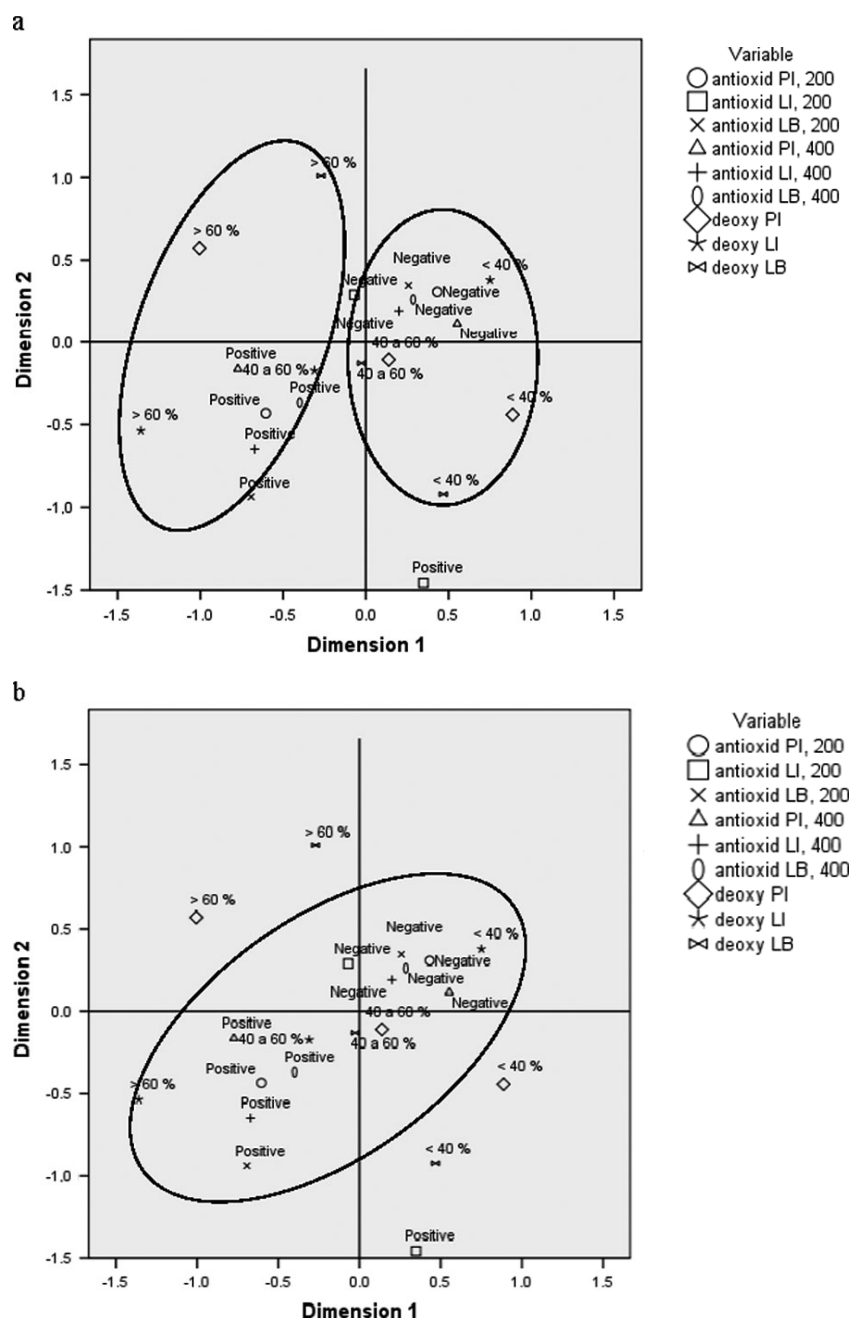 a
Variable
antioxid PI, 200
antioxid LI, 200
antioxid LB, 200
antioxid PI, 400
antioxid LI, 400
antioxid LB, 400
deoxy PI
deoxy LI
deoxy LB
Dimension 2
1.5
1.0
0.5
0.0
-0.5
-1.0
-1.5
> 60 %
> 60 %
Negative
< 40 %
Negative
Negative
Negative
Negative
Negative
40 a 60 %
Positive
40 a 60 %
40 a 60 %
Positive
Positive
< 40 %
> 60 %
Positive
Positive
< 40 %
Positive
-1.5 -1.0 -0.5 0.0 0.5 1.0 1.5
Dimension 1
b
Variable
antioxid PI, 200
antioxid LI, 200
antioxid LB, 200
antioxid PI, 400
antioxid LI, 400
antioxid LB, 400
deoxy PI
deoxy LI
deoxy LB
Dimension 2
1.5
1.0
0.5
0.0
-0.5
-1.0
-1.5
> 60 %
> 60 %
Negative
< 40 %
Negative
Negative
Negative
Negative
Negative
40 a 60 %
Positive
40 a 60 %
40 a 60 %
Positive
Positive
< 40 %
> 60 %
Positive
Positive
< 40 %
Positive
-1.5 -1.0 -0.5 0.0 0.5 1.0 1.5
Dimension 1